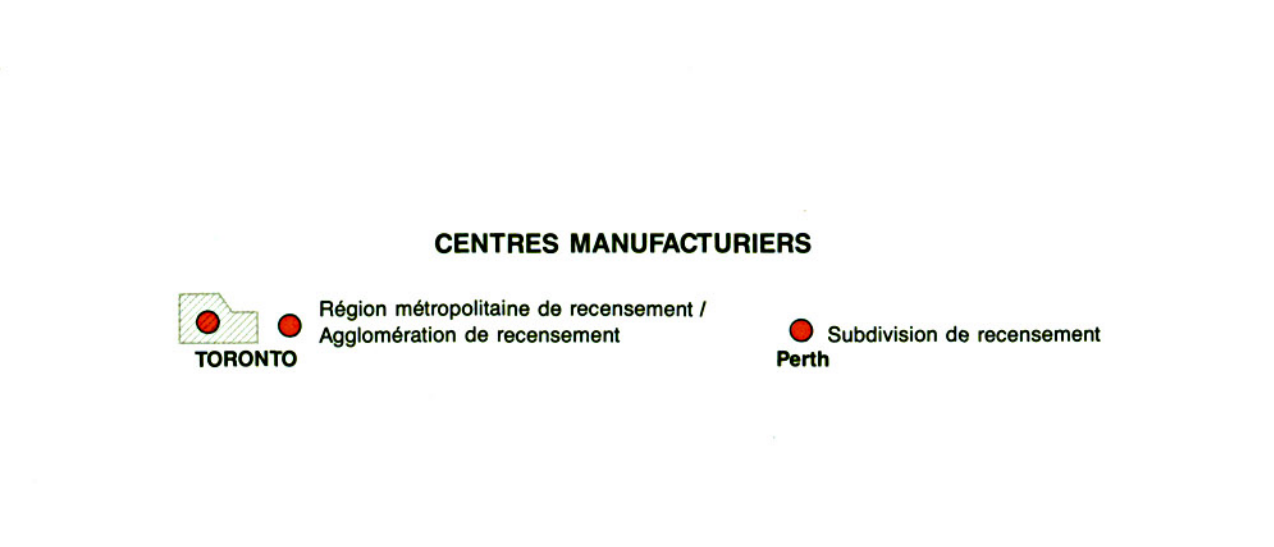 CENTRES MANUFACTURIERS
Région métropolitaine de recensement /
Agglomération de recensement
TORONTO
Subdivision de recensement
Perth